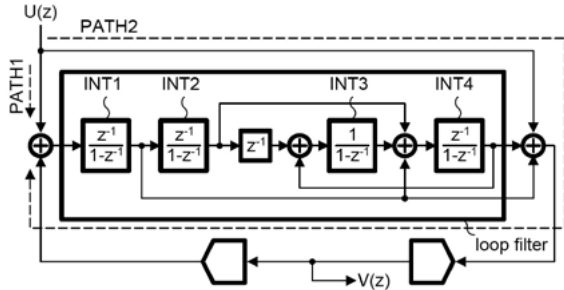 U(z)
PATH2
PATH1
INT1
INT2
INT3
INT4
z⁻¹
1-z⁻¹
z⁻¹
1-z⁻¹
z⁻¹
1
1-z⁻¹
z⁻¹
1-z⁻¹
loop filter
V(z)